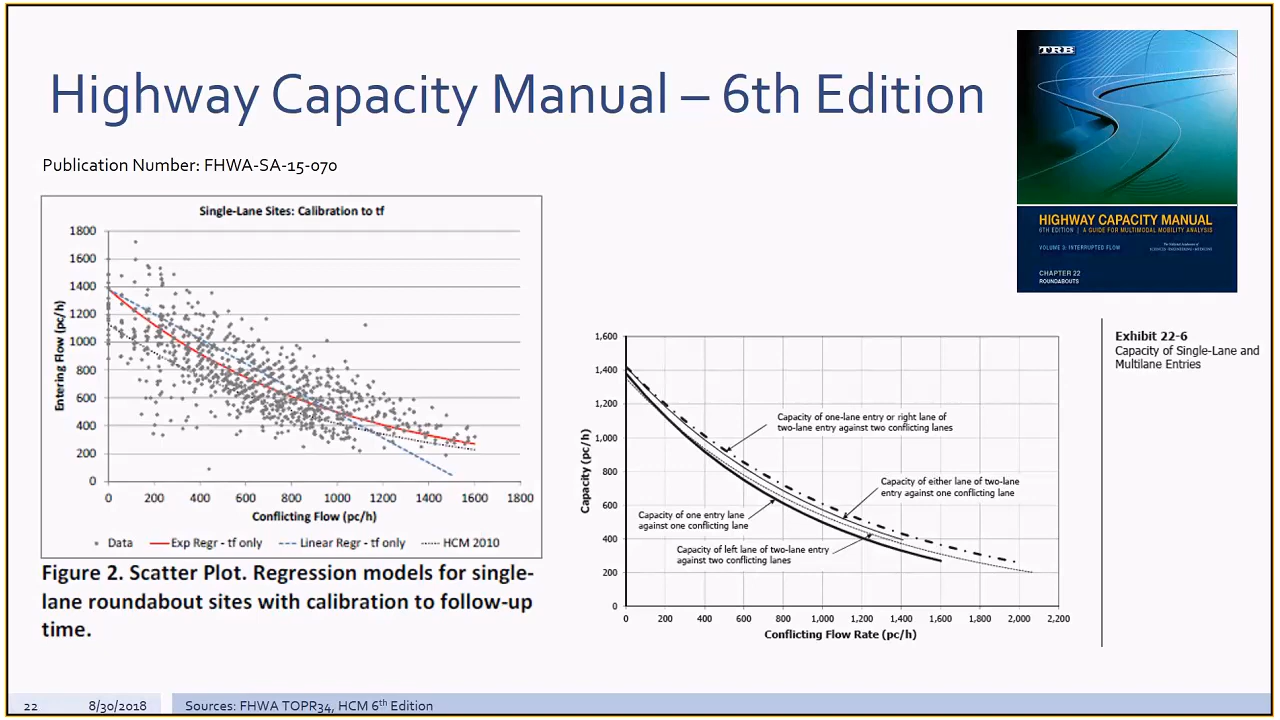 Highway Capacity Manual – 6th Edition
Publication Number: FHWA-SA-15-070
TRB
HIGHWAY CAPACITY MANUAL
6TH EDITION | A GUIDE FOR MULTIMODAL MOBILITY ANALYSIS
VOLUME 3: INTERRUPTED FLOW
CHAPTER 22
ROUNDABOUTS
Single-Lane Sites: Calibration to tf
Entering Flow (pc/h)
1800
1600
1400
1200
1000
800
600
400
200
0
0 200 400 600 800 1000 1200 1400 1600 1800
Conflicting Flow (pc/h)
Data Exp Regr - tf only Linear Regr - tf only HCM 2010
Figure 2. Scatter Plot. Regression models for single-
lane roundabout sites with calibration to follow-up
time.
Capacity (pc/h)
1,600
1,400
1,200
1,000
800
600
400
200
0
Capacity of one-lane entry or right lane of
two-lane entry against two conflicting lanes
Capacity of either lane of two-lane
entry against one conflicting lane
Capacity of one entry lane
against one conflicting lane
Capacity of left lane of two-lane entry
against two conflicting lanes
0 200 400 600 800 1,000 1,200 1,400 1,600 1,800 2,000 2,200
Conflicting Flow Rate (pc/h)
Exhibit 22-6
Capacity of Single-Lane and
Multilane Entries
22 8/30/2018 Sources: FHWA TOPR34, HCM 6th Edition